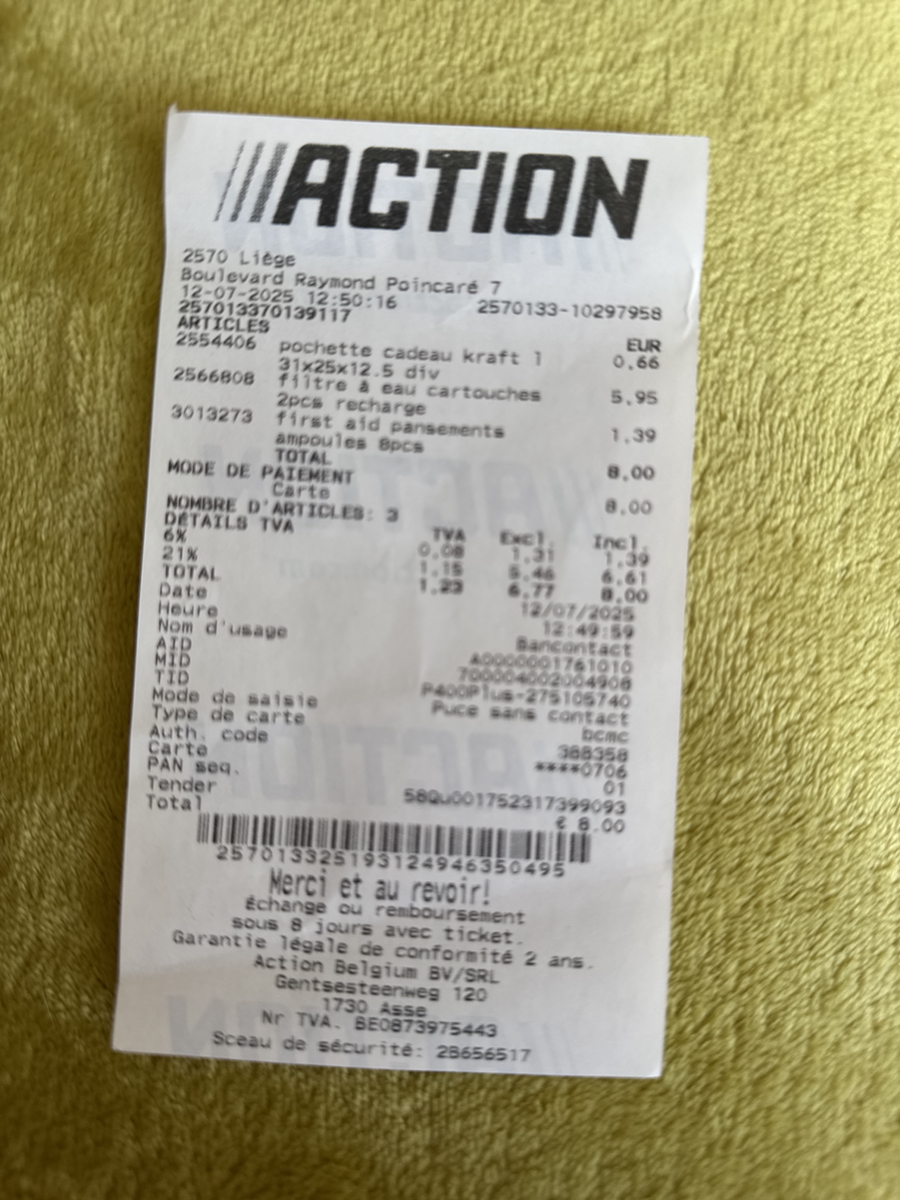 ACTION
2570 Liège
Boulevard Raymond Poincaré 7
12-07-2025 12:50:16 2570133-10297958
257013370139117
ARTICLES EUR
2554406 pochette cadeau kraft 1 0,66
31x25x12.5 div
2566808 filtre à eau cartouches 5,95
2pcs recharge
3013273 first aid pansements 1,39
ampoules 8pcs
TOTAL 8,00
MODE DE PAIEMENT
Carte 8,00
NOMBRE D'ARTICLES: 3
DÉTAILS TVA TVA Excl. Incl.
6% 0,08 1,31 1,39
21% 1,15 5,46 6,61
TOTAL 1,23 6,77 8,00
Date 12/07/2025
Heure 12:49:59
Nom d'usage Bancontact
AID A0000001761010
MID 700004002004908
TID P400Plus-275105740
Mode de saisie Puce sans contact
Type de carte bcmc
Auth. code 388358
Carte ****0706
PAN seq. 01
Tender 58Qu001752317399093
Total € 8.00
2570133251931249463504​95
Merci et au revoir!
Échange ou remboursement
sous 8 jours avec ticket.
Garantie légale de conformité 2 ans.
Action Belgium BV/SRL
Gentsesteenweg 120
1730 Asse
Nr TVA. BE0873975443
Sceau de sécurité: 2B656517